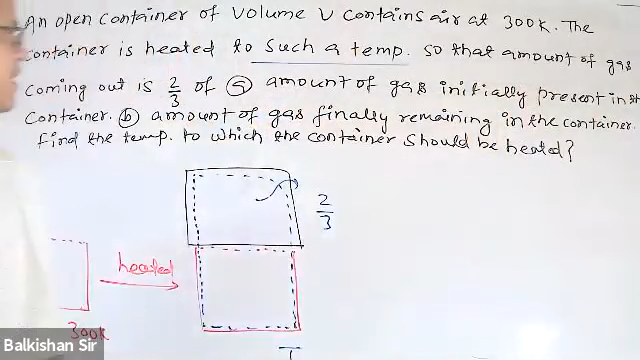 An open container of volume V contains air at 300K. The
container is heated to such a temp. so that amount of gas
coming out is 2/3 of (a) amount of gas initially present in the
container. (b) amount of gas finally remaining in the container.
find the temp. to which the container should be heated?
2/3
heated
300K
T
Balkishan Sir